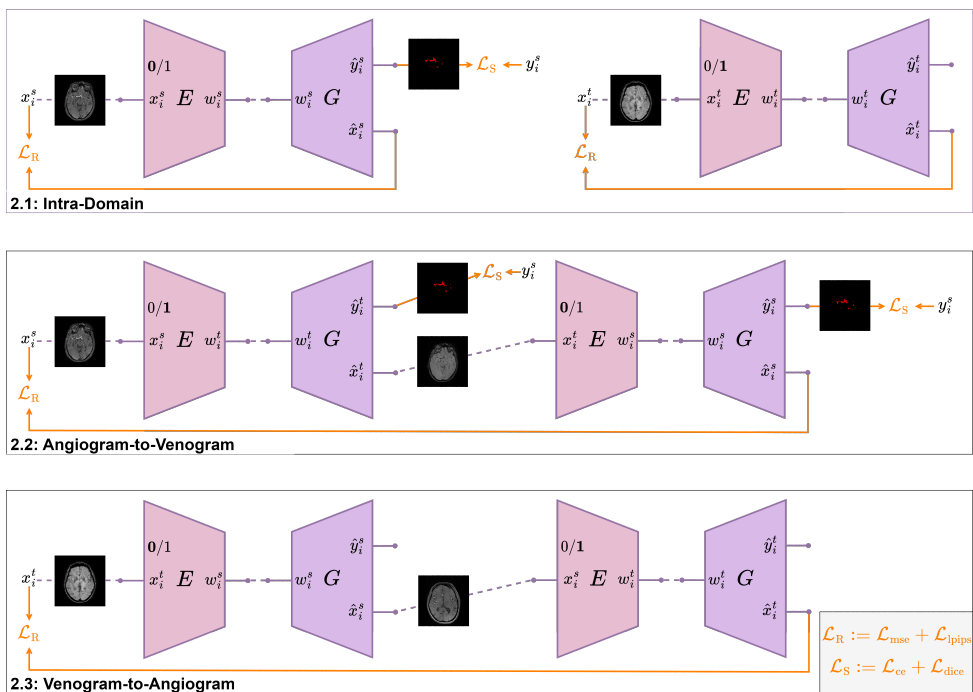 0/1 0/1
x_i^s x_i^s E w_i^s w_i^s G ŷ_i^s x̂_i^s L_S y_i^s
L_R
x_i^t x_i^t E w_i^t w_i^t G ŷ_i^t x̂_i^t
L_R
2.1: Intra-Domain
0/1 0/1
x_i^s x_i^s E w_i^t w_i^t G ŷ_i^t x̂_i^t L_S y_i^s
x_i^t E w_i^s w_i^s G ŷ_i^s x̂_i^s L_S y_i^s
L_R
2.2: Angiogram-to-Venogram
0/1 0/1
x_i^t x_i^t E w_i^s w_i^s G ŷ_i^s x̂_i^s
x_i^s E w_i^t w_i^t G ŷ_i^t x̂_i^t
L_R
2.3: Venogram-to-Angiogram
L_R := L_mse + L_lpips
L_S := L_ce + L_dice